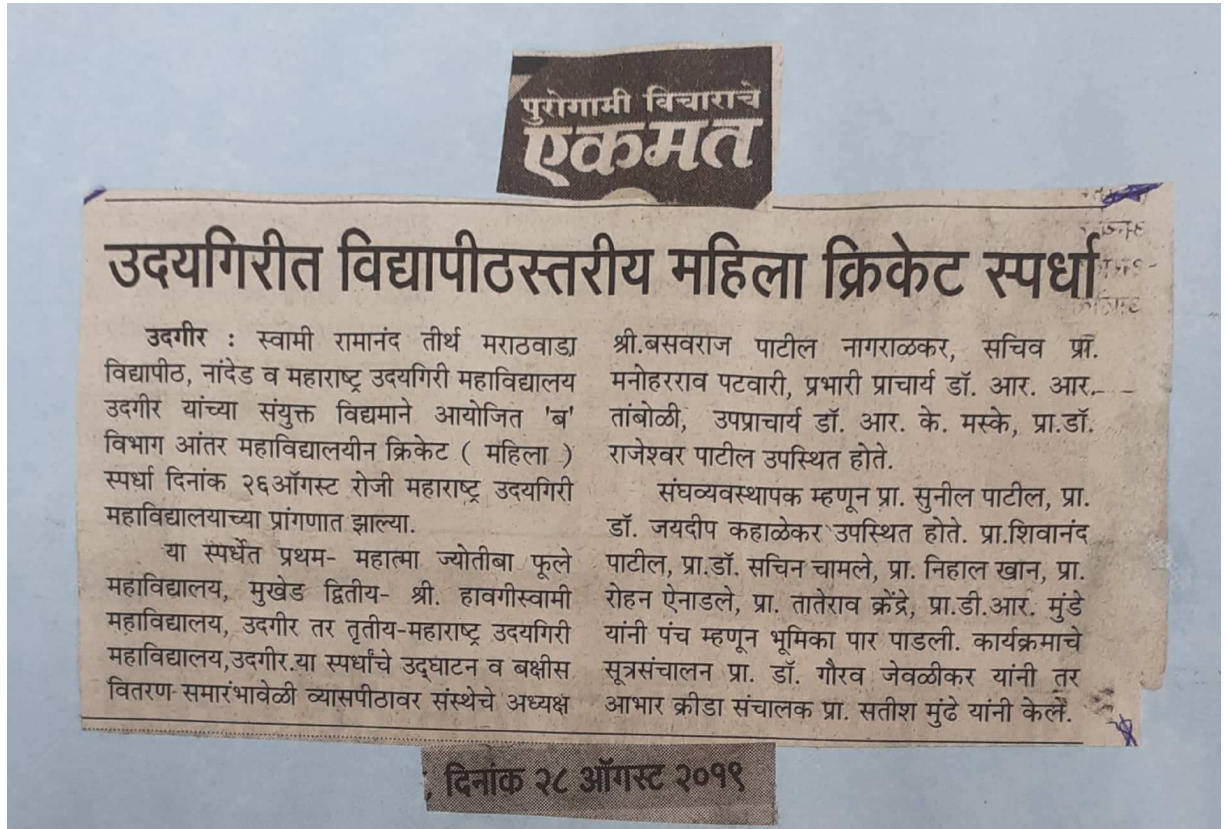 पुरोगामी विचाराचे
एकमत
उदयगिरीत विद्यापीठस्तरीय महिला क्रिकेट स्पर्धा
उदगीर : स्वामी रामानंद तीर्थ मराठवाडा
विद्यापीठ, नांदेड व महाराष्ट्र उदयगिरी महाविद्यालय
उदगीर यांच्या संयुक्त विद्यमाने आयोजित 'ब'
विभाग आंतर महाविद्यालयीन क्रिकेट ( महिला )
स्पर्धा दिनांक २६ऑगस्ट रोजी महाराष्ट्र उदयगिरी
महाविद्यालयाच्या प्रांगणात झाल्या.
या स्पर्धेत प्रथम- महात्मा ज्योतीबा फूले
महाविद्यालय, मुखेड द्वितीय- श्री. हावगीस्वामी
महाविद्यालय, उदगीर तर तृतीय-महाराष्ट्र उदयगिरी
महाविद्यालय,उदगीर.या स्पर्धांचे उद्घाटन व बक्षीस
वितरण समारंभावेळी व्यासपीठावर संस्थेचे अध्यक्ष
श्री.बसवराज पाटील नागराळकर, सचिव प्रा.
मनोहरराव पटवारी, प्रभारी प्राचार्य डॉ. आर. आर.
तांबोळी, उपप्राचार्य डॉ. आर. के. मस्के, प्रा.डॉ.
राजेश्वर पाटील उपस्थित होते.
संघव्यवस्थापक म्हणून प्रा. सुनील पाटील, प्रा.
डॉ. जयदीप कहाळेकर उपस्थित होते. प्रा.शिवानंद
पाटील, प्रा.डॉ. सचिन चामले, प्रा. निहाल खान, प्रा.
रोहन ऐनाडले, प्रा. तातेराव क्रेंद्रे, प्रा.डी.आर. मुंडे
यांनी पंच म्हणून भूमिका पार पाडली. कार्यक्रमाचे
सूत्रसंचालन प्रा. डॉ. गौरव जेवळीकर यांनी तर
आभार क्रीडा संचालक प्रा. सतीश मुंढे यांनी केले.
दिनांक २८ ऑगस्ट २०१९